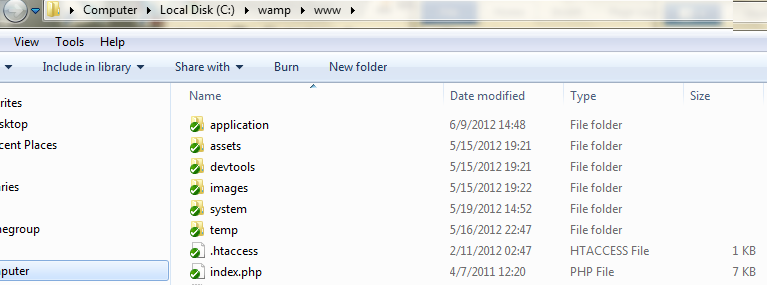 Computer Local Disk (C:) wamp www
View Tools Help
Include in library Share with Burn New folder
Name Date modified Type Size
rites
application 6/9/2012 14:48 File folder
sktop
assets 5/15/2012 19:21 File folder
cent Places
devtools 5/15/2012 19:21 File folder
images 5/15/2012 19:22 File folder
ries
system 5/19/2012 14:52 File folder
negroup
temp 5/16/2012 22:47 File folder
.htaccess 2/11/2012 02:47 HTACCESS File 1 KB
puter
index.php 4/7/2011 12:20 PHP File 7 KB